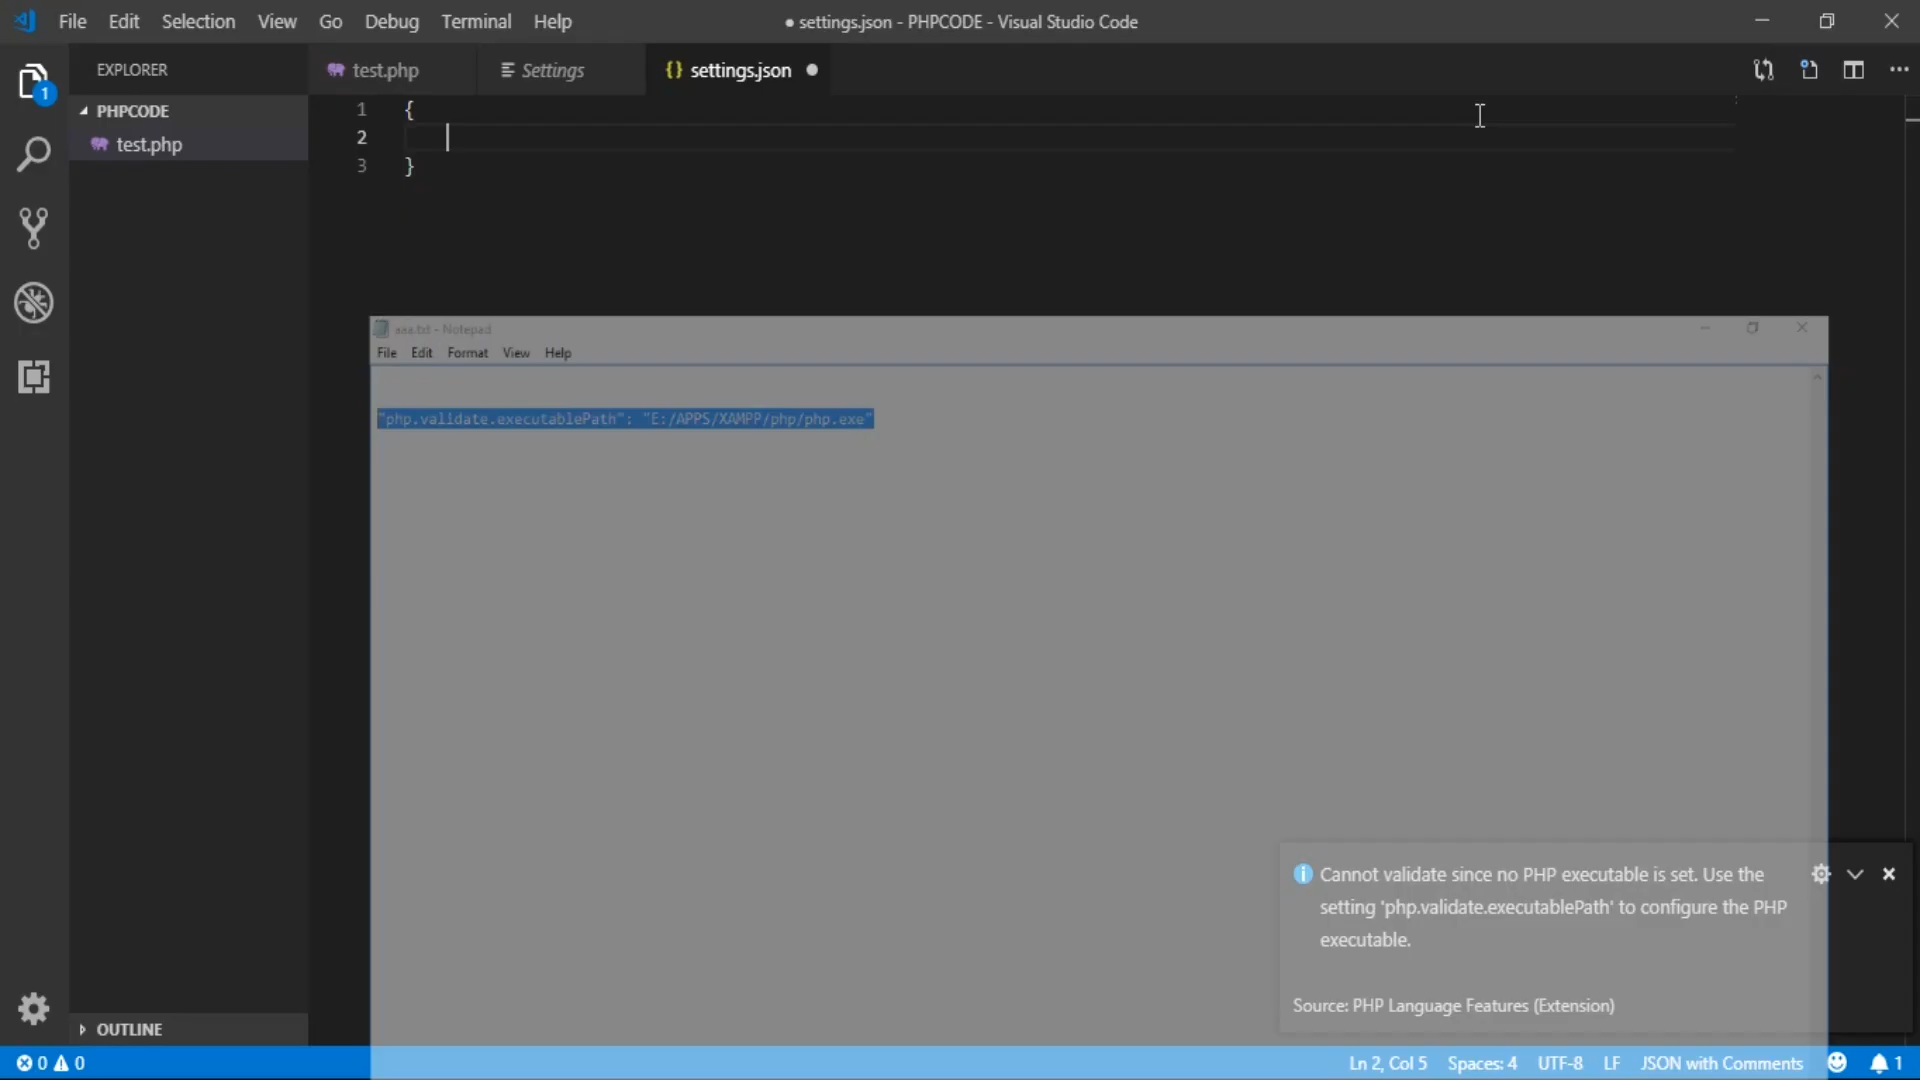 File Edit Selection View Go Debug Terminal Help
● settings.json - PHPCODE - Visual Studio Code
EXPLORER
test.php
Settings
{} settings.json ●
1
PHPCODE
test.php
1 {
2
3 }
aaa.txt - Notepad
File Edit Format View Help
"php.validate.executablePath": "E:/APPS/XAMPP/php/php.exe"
Cannot validate since no PHP executable is set. Use the
setting 'php.validate.executablePath' to configure the PHP
executable.
Source: PHP Language Features (Extension)
OUTLINE
0 0
Ln 2, Col 5 Spaces: 4 UTF-8 LF JSON with Comments 1